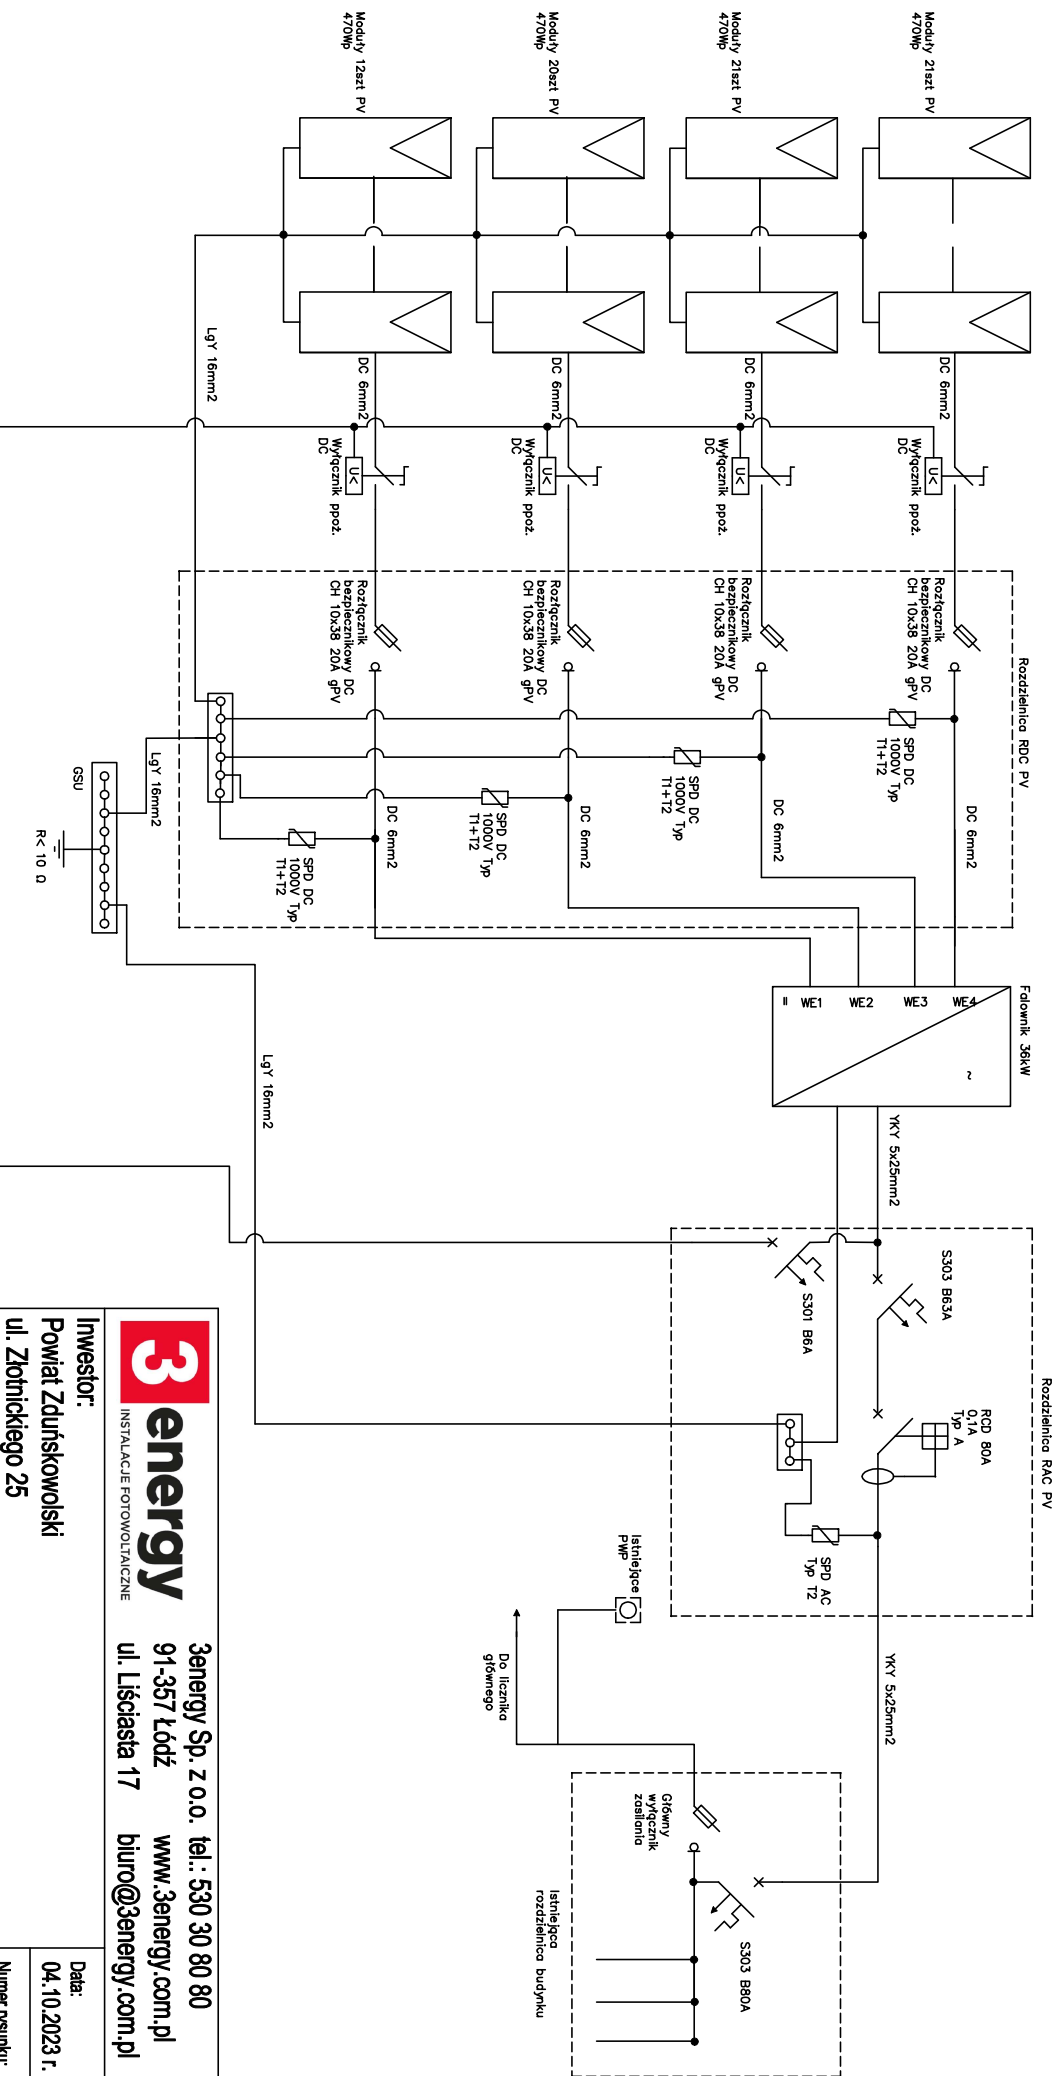 Moduły 21szt PV
470Wp
Moduły 21szt PV
470Wp
Moduły 20szt PV
470Wp
Moduły 12szt PV
470Wp
DC 6mm2
DC 6mm2
DC 6mm2
DC 6mm2
LgY 16mm2
U<
Wyłącznik ppoż.
DC
U<
Wyłącznik ppoż.
DC
U<
Wyłącznik ppoż.
DC
U<
Wyłącznik ppoż.
DC
Rozdzielnica RDC PV
Rozłącznik
bezpiecznikowy DC
CH 10x38 20A gPV
Rozłącznik
bezpiecznikowy DC
CH 10x38 20A gPV
Rozłącznik
bezpiecznikowy DC
CH 10x38 20A gPV
Rozłącznik
bezpiecznikowy DC
CH 10x38 20A gPV
SPD DC
1000V Typ
T1+T2
SPD DC
1000V Typ
T1+T2
SPD DC
1000V Typ
T1+T2
SPD DC
1000V Typ
T1+T2
DC 6mm2
DC 6mm2
DC 6mm2
DC 6mm2
LgY 16mm2
GSU
R< 10 Ω
Falownik 36kW
WE4
WE3
WE2
WE1
=
~
LgY 16mm2
YKY 5x25mm2
Rozdzielnica RAC PV
S303 B63A
S301 B6A
RCD 80A
0,1A
Typ A
SPD AC
Typ T2
YKY 5x25mm2
Istniejące
PWP
Do licznika
głównego
Główny
wyłącznik
zasilania
S303 B80A
Istniejąca
rozdzielnica budynku
3 energy
INSTALACJE FOTOWOLTAICZNE
3energy Sp. z o.o. tel.: 530 30 80 80
91-357 Łódź www.3energy.com.pl
ul. Liściasta 17 biuro@3energy.com.pl
Inwestor:
Powiat Zduńskowolski
ul. Złotnickiego 25
Data:
04.10.2023 r.
Numer rysunku: